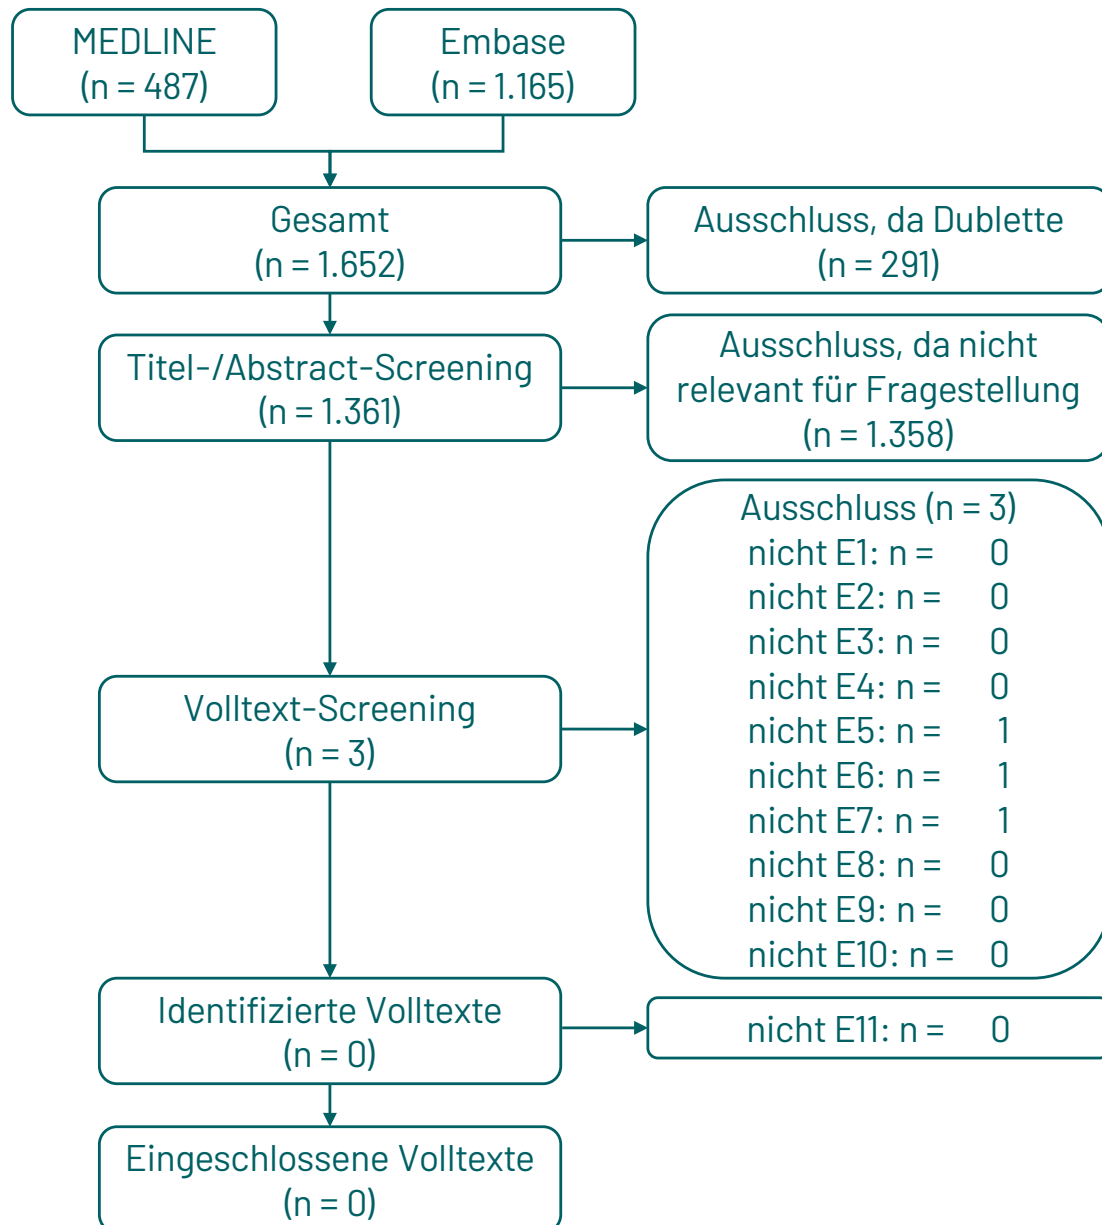 MEDLINE
(n = 487)
Embase
(n = 1.165)
Gesamt
(n = 1.652)
Ausschluss, da Dublette
(n = 291)
Titel-/Abstract-Screening
(n = 1.361)
Ausschluss, da nicht
relevant für Fragestellung
(n = 1.358)
Volltext-Screening
(n = 3)
Ausschluss (n = 3)
nicht E1: n = 0
nicht E2: n = 0
nicht E3: n = 0
nicht E4: n = 0
nicht E5: n = 1
nicht E6: n = 1
nicht E7: n = 1
nicht E8: n = 0
nicht E9: n = 0
nicht E10: n = 0
Identifizierte Volltexte
(n = 0)
nicht E11: n = 0
Eingeschlossene Volltexte
(n = 0)